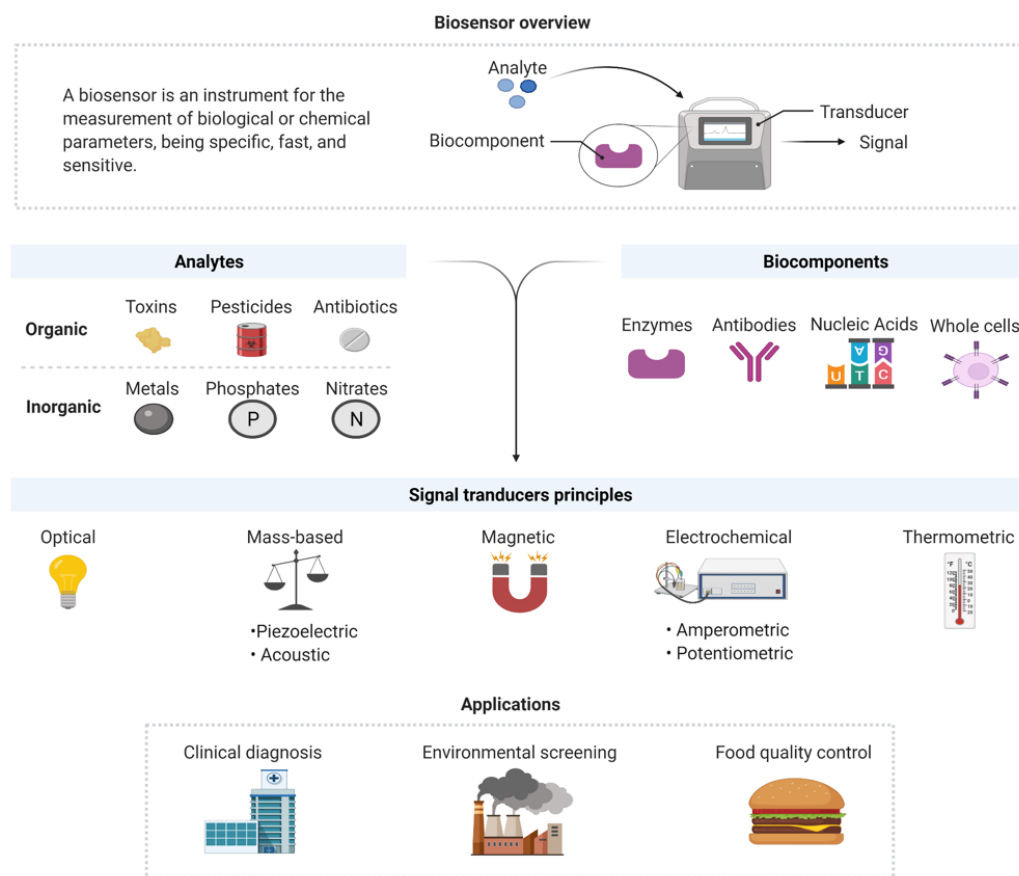 Biosensor overview
A biosensor is an instrument for the
measurement of biological or chemical
parameters, being specific, fast, and
sensitive.
Analyte
Biocomponent
Transducer
Signal
Analytes
Organic
Toxins
Pesticides
Antibiotics
Inorganic
Metals
Phosphates
Nitrates
P
N
Biocomponents
Enzymes
Antibodies
Nucleic Acids
Whole cells
U
A
T
G
C
Signal tranducers principles
Optical
Mass-based
•Piezoelectric
• Acoustic
Magnetic
Electrochemical
• Amperometric
• Potentiometric
Thermometric
°F
°C
Applications
Clinical diagnosis
Environmental screening
Food quality control